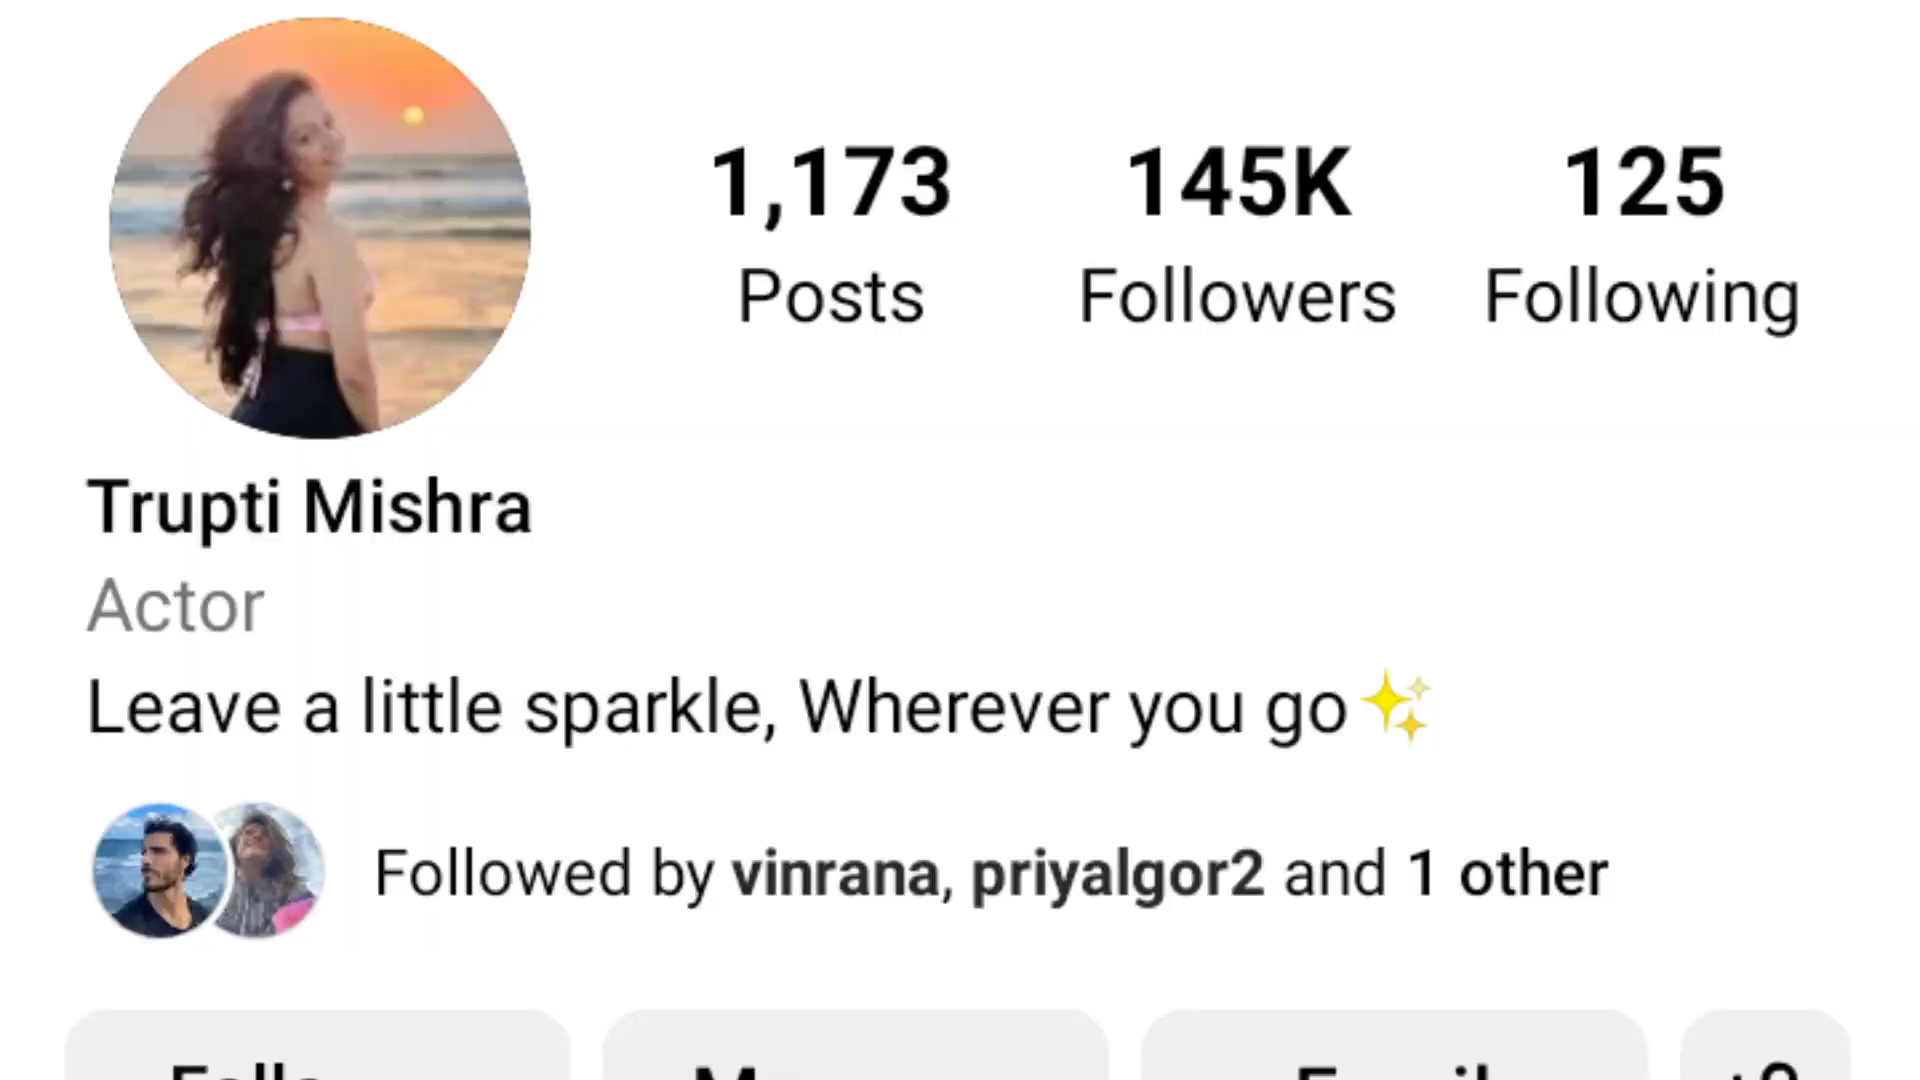 1,173 145K 125
Posts Followers Following
Trupti Mishra
Actor
Leave a little sparkle, Wherever you go✨
Followed by vinrana, priyalgor2 and 1 other